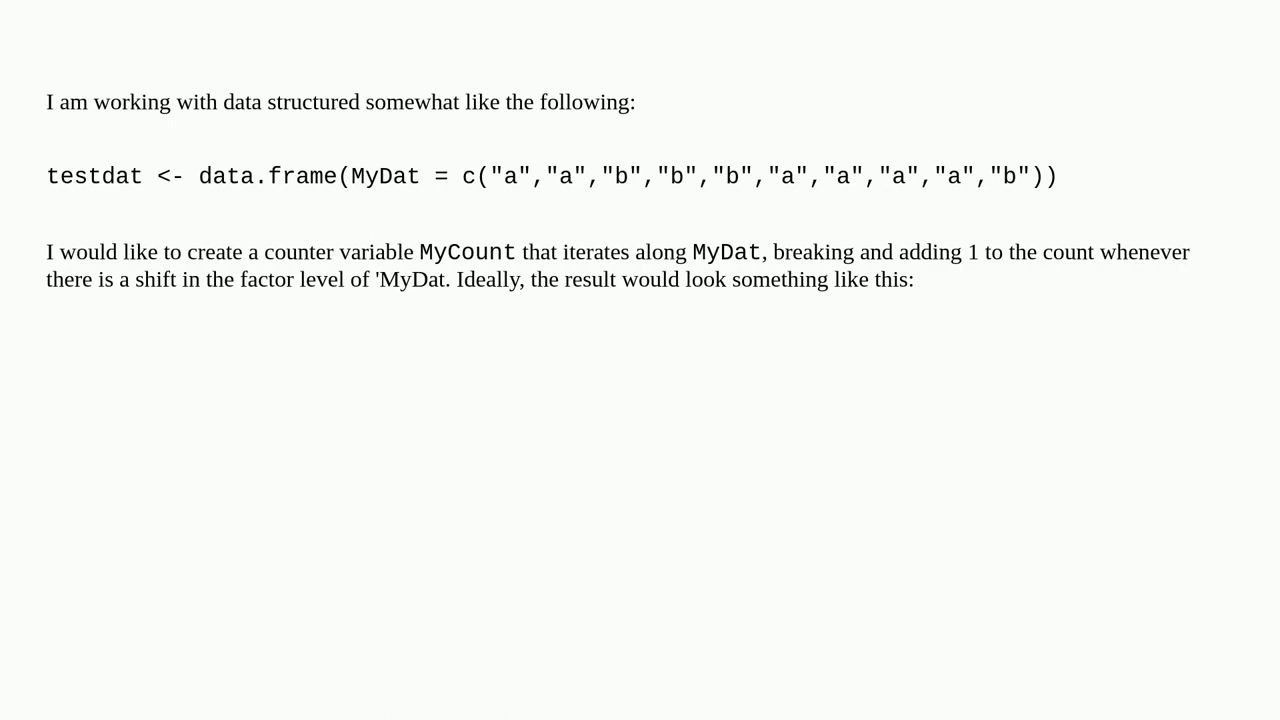 I am working with data structured somewhat like the following:
testdat <- data.frame(MyDat = c("a","a","b","b","b","a","a","a","a","b"))
I would like to create a counter variable MyCount that iterates along MyDat, breaking and adding 1 to the count whenever
there is a shift in the factor level of 'MyDat. Ideally, the result would look something like this: